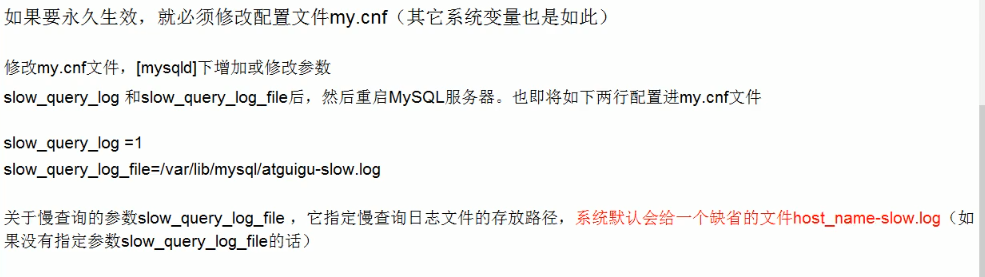 如果要永久生效，就必须修改配置文件my.cnf（其它系统变量也是如此）
修改my.cnf文件，[mysqld]下增加或修改参数
slow_query_log 和slow_query_log_file后，然后重启MySQL服务器。也即将如下两行配置进my.cnf文件
slow_query_log =1
slow_query_log_file=/var/lib/mysql/atguigu-slow.log
关于慢查询的参数slow_query_log_file ，它指定慢查询日志文件的存放路径，系统默认会给一个缺省的文件host_name-slow.log（如
果没有指定参数slow_query_log_file的话）